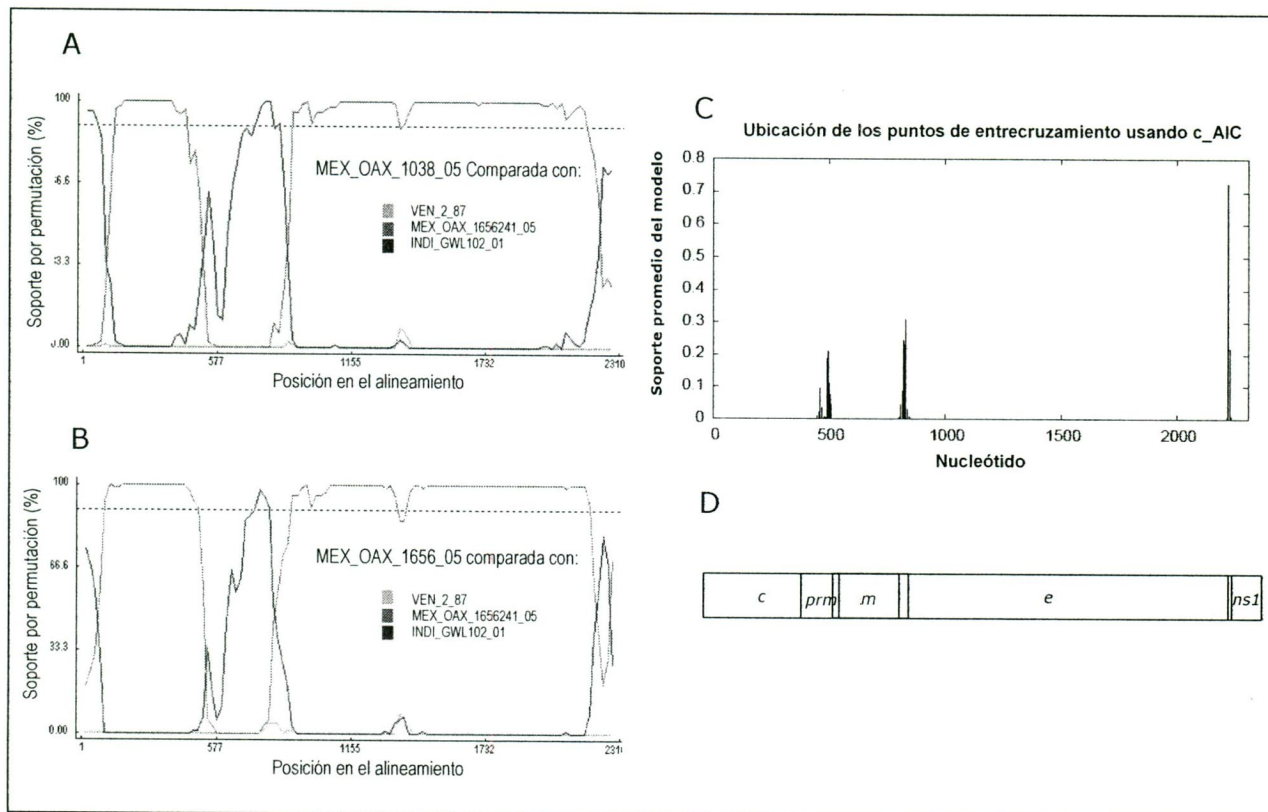 A
100
66.6
33.3
0.00
1
577
1155
1732
2310
Soporte por permutación (%)
Posición en el alineamiento
MEX_OAX_1038_05 Comparada con:
VEN_2_87
MEX_OAX_1656241_05
INDI_GWL102_01
B
100
66.6
33.3
0.00
1
577
1155
1732
2310
Soporte por permutación (%)
Posición en el alineamiento
MEX_OAX_1656_05 comparada con:
VEN_2_87
MEX_OAX_1656241_05
INDI_GWL102_01
C
Ubicación de los puntos de entrecruzamiento usando c_AIC
Soporte promedio del modelo
0.8
0.7
0.6
0.5
0.4
0.3
0.2
0.1
0
0
500
1000
1500
2000
Nucleótido
D
c
prm
m
e
ns1